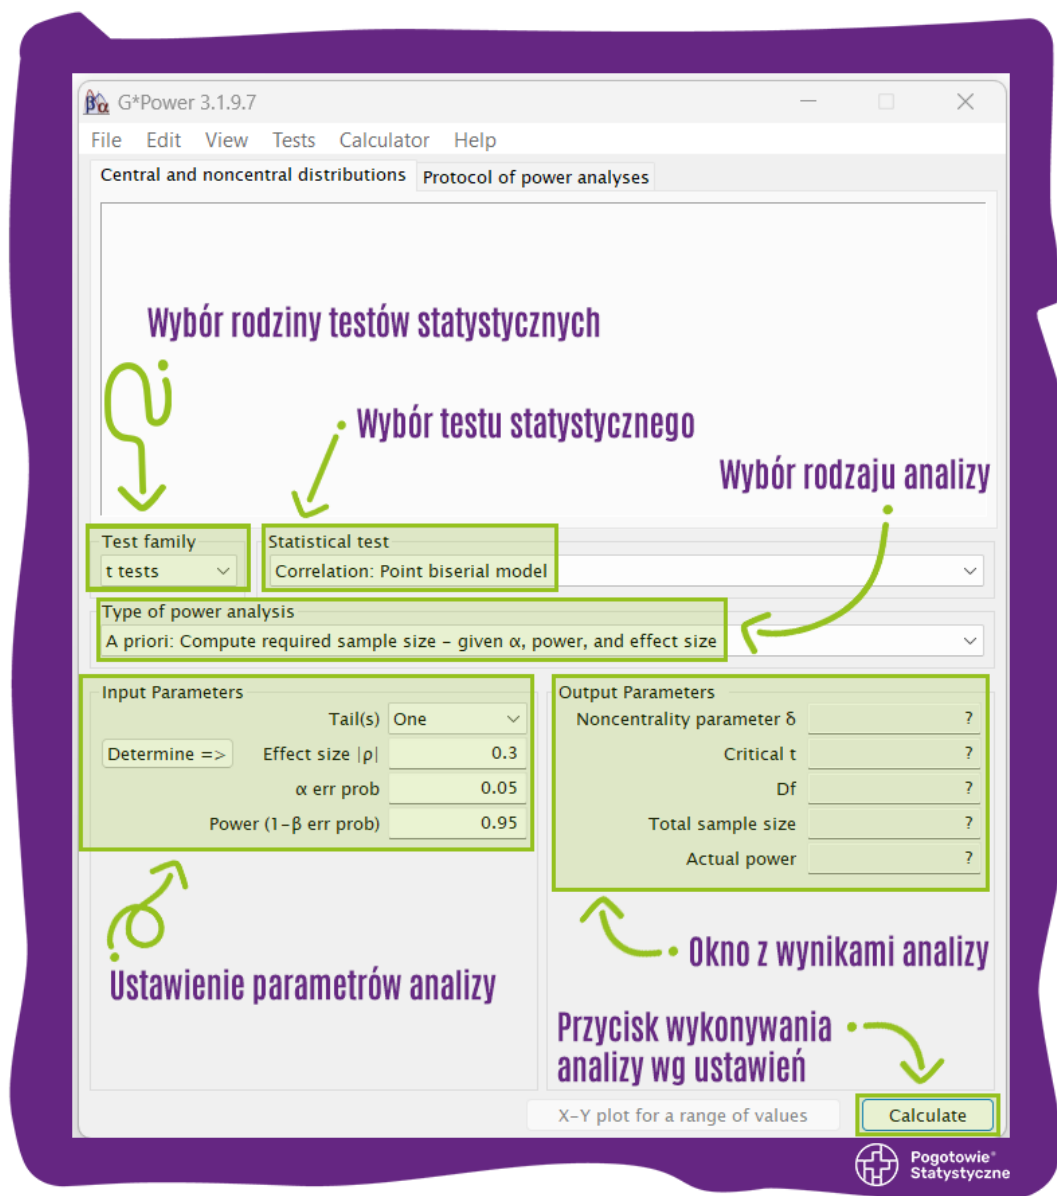 G*Power 3.1.9.7
File Edit View Tests Calculator Help
Central and noncentral distributions Protocol of power analyses
Wybór rodziny testów statystycznych
Wybór testu statystycznego
Wybór rodzaju analizy
Test family Statistical test
t tests Correlation: Point biserial model
Type of power analysis
A priori: Compute required sample size – given α, power, and effect size
Input Parameters
Tail(s) One
Determine => Effect size |ρ| 0.3
α err prob 0.05
Power (1−β err prob) 0.95
Output Parameters
Noncentrality parameter δ ?
Critical t ?
Df ?
Total sample size ?
Actual power ?
Ustawienie parametrów analizy
Okno z wynikami analizy
Przycisk wykonywania
analizy wg ustawień
X−Y plot for a range of values Calculate
Pogotowie®
Statystyczne